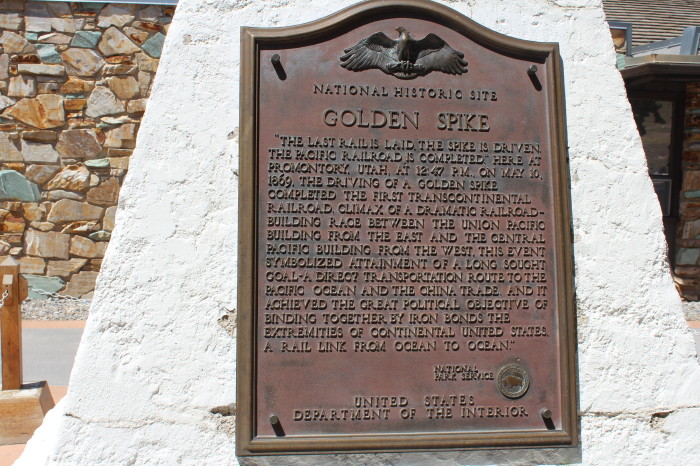 NATIONAL HISTORIC SITE
GOLDEN SPIKE
"THE LAST RAIL IS LAID. THE SPIKE IS DRIVEN.
THE PACIFIC RAILROAD IS COMPLETED." HERE AT
PROMONTORY, UTAH, AT 12:47 P.M., ON MAY 10,
1869, THE DRIVING OF A GOLDEN SPIKE
COMPLETED THE FIRST TRANSCONTINENTAL
RAILROAD, CLIMAX OF A DRAMATIC RAILROAD-
BUILDING RACE BETWEEN THE UNION PACIFIC
BUILDING FROM THE EAST AND THE CENTRAL
PACIFIC BUILDING FROM THE WEST. THIS EVENT
SYMBOLIZED ATTAINMENT OF A LONG SOUGHT
GOAL-A DIRECT TRANSPORTATION ROUTE TO THE
PACIFIC OCEAN AND THE CHINA TRADE. AND IT
ACHIEVED THE GREAT POLITICAL OBJECTIVE OF
BINDING TOGETHER BY IRON BONDS THE
EXTREMITIES OF CONTINENTAL UNITED STATES.
A RAIL LINK FROM OCEAN TO OCEAN."
NATIONAL
PARK SERVICE
UNITED STATES
DEPARTMENT OF THE INTERIOR